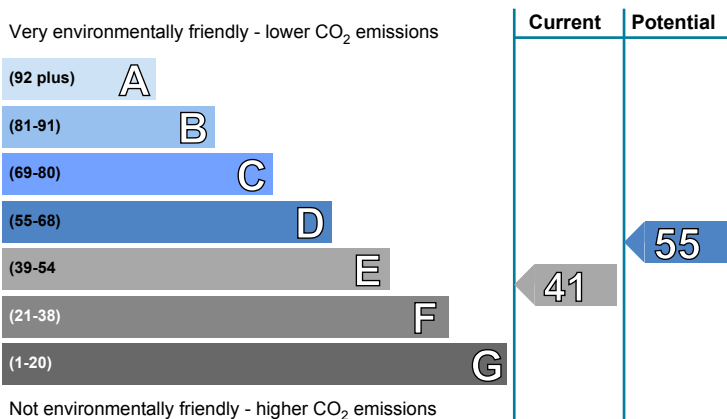 Very environmentally friendly - lower CO2 emissions
Current Potential
(92 plus) A
(81-91) B
(69-80) C
(55-68) D
55
(39-54 E
41
(21-38) F
(1-20) G
Not environmentally friendly - higher CO2 emissions